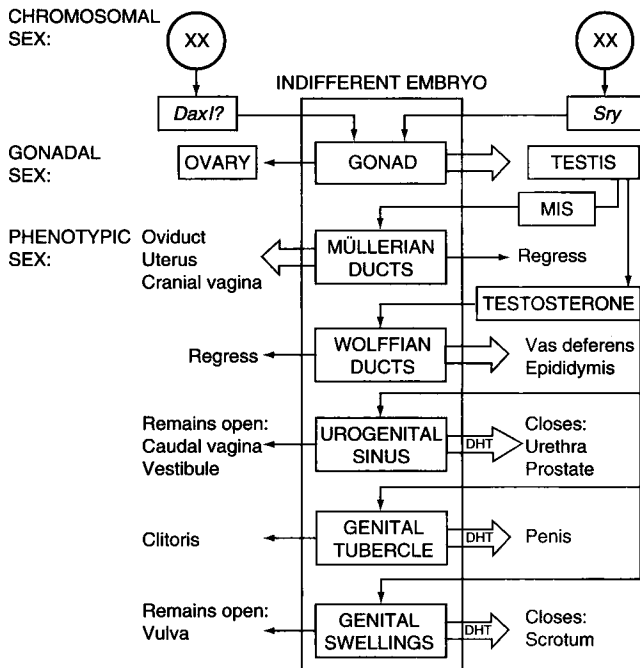 CHROMOSOMAL
SEX:
XX
XX
INDIFFERENT EMBRYO
DaxI?
Sry
GONADAL
SEX:
OVARY
GONAD
TESTIS
MIS
PHENOTYPIC
SEX:
Oviduct
Uterus
Cranial vagina
MÜLLERIAN
DUCTS
Regress
TESTOSTERONE
Regress
WOLFFIAN
DUCTS
Vas deferens
Epididymis
Remains open:
Caudal vagina
Vestibule
UROGENITAL
SINUS
DHT
Closes:
Urethra
Prostate
Clitoris
GENITAL
TUBERCLE
DHT
Penis
Remains open:
Vulva
GENITAL
SWELLINGS
DHT
Closes:
Scrotum